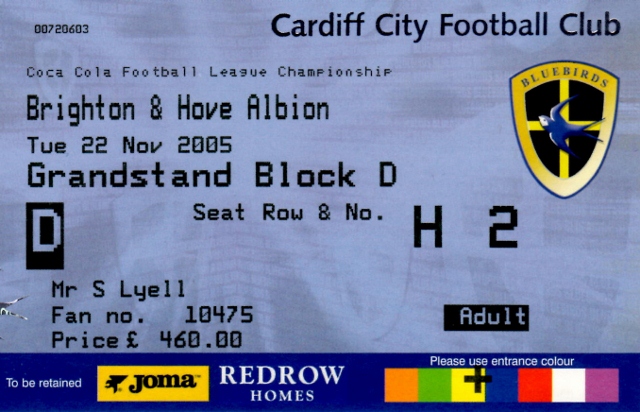 00720603
Cardiff City Football Club
Coca Cola Football League Championship
BLUEBIRDS
Brighton & Hove Albion
Tue 22 Nov 2005
Grandstand Block D
D Seat Row & No. H 2
Mr S Lyell
Fan no. 10475
Adult
Price £ 460.00
Please use entrance colour
To be retained Joma REDROW
HOMES